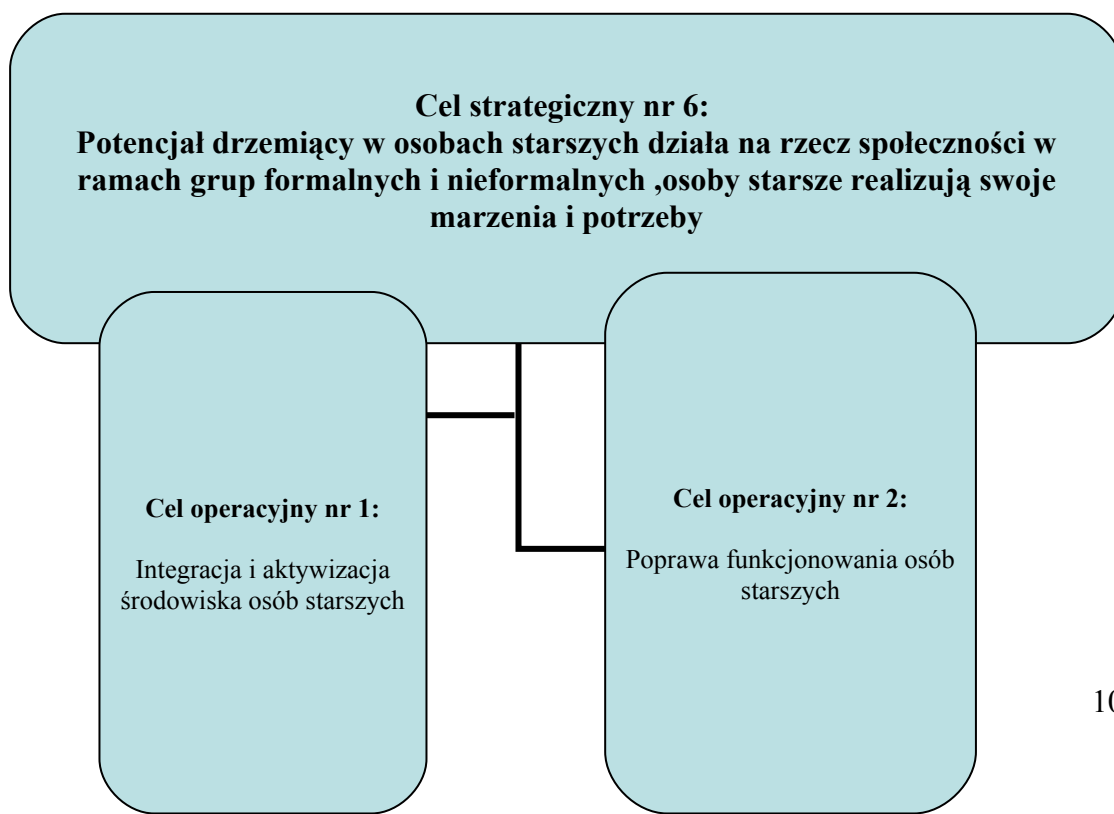 Cel strategiczny nr 6:
Potencjał drzemiący w osobach starszych działa na rzecz społeczności w
ramach grup formalnych i nieformalnych ,osoby starsze realizują swoje
marzenia i potrzeby
Cel operacyjny nr 1:
Integracja i aktywizacja
środowiska osób starszych
Cel operacyjny nr 2:
Poprawa funkcjonowania osób
starszych